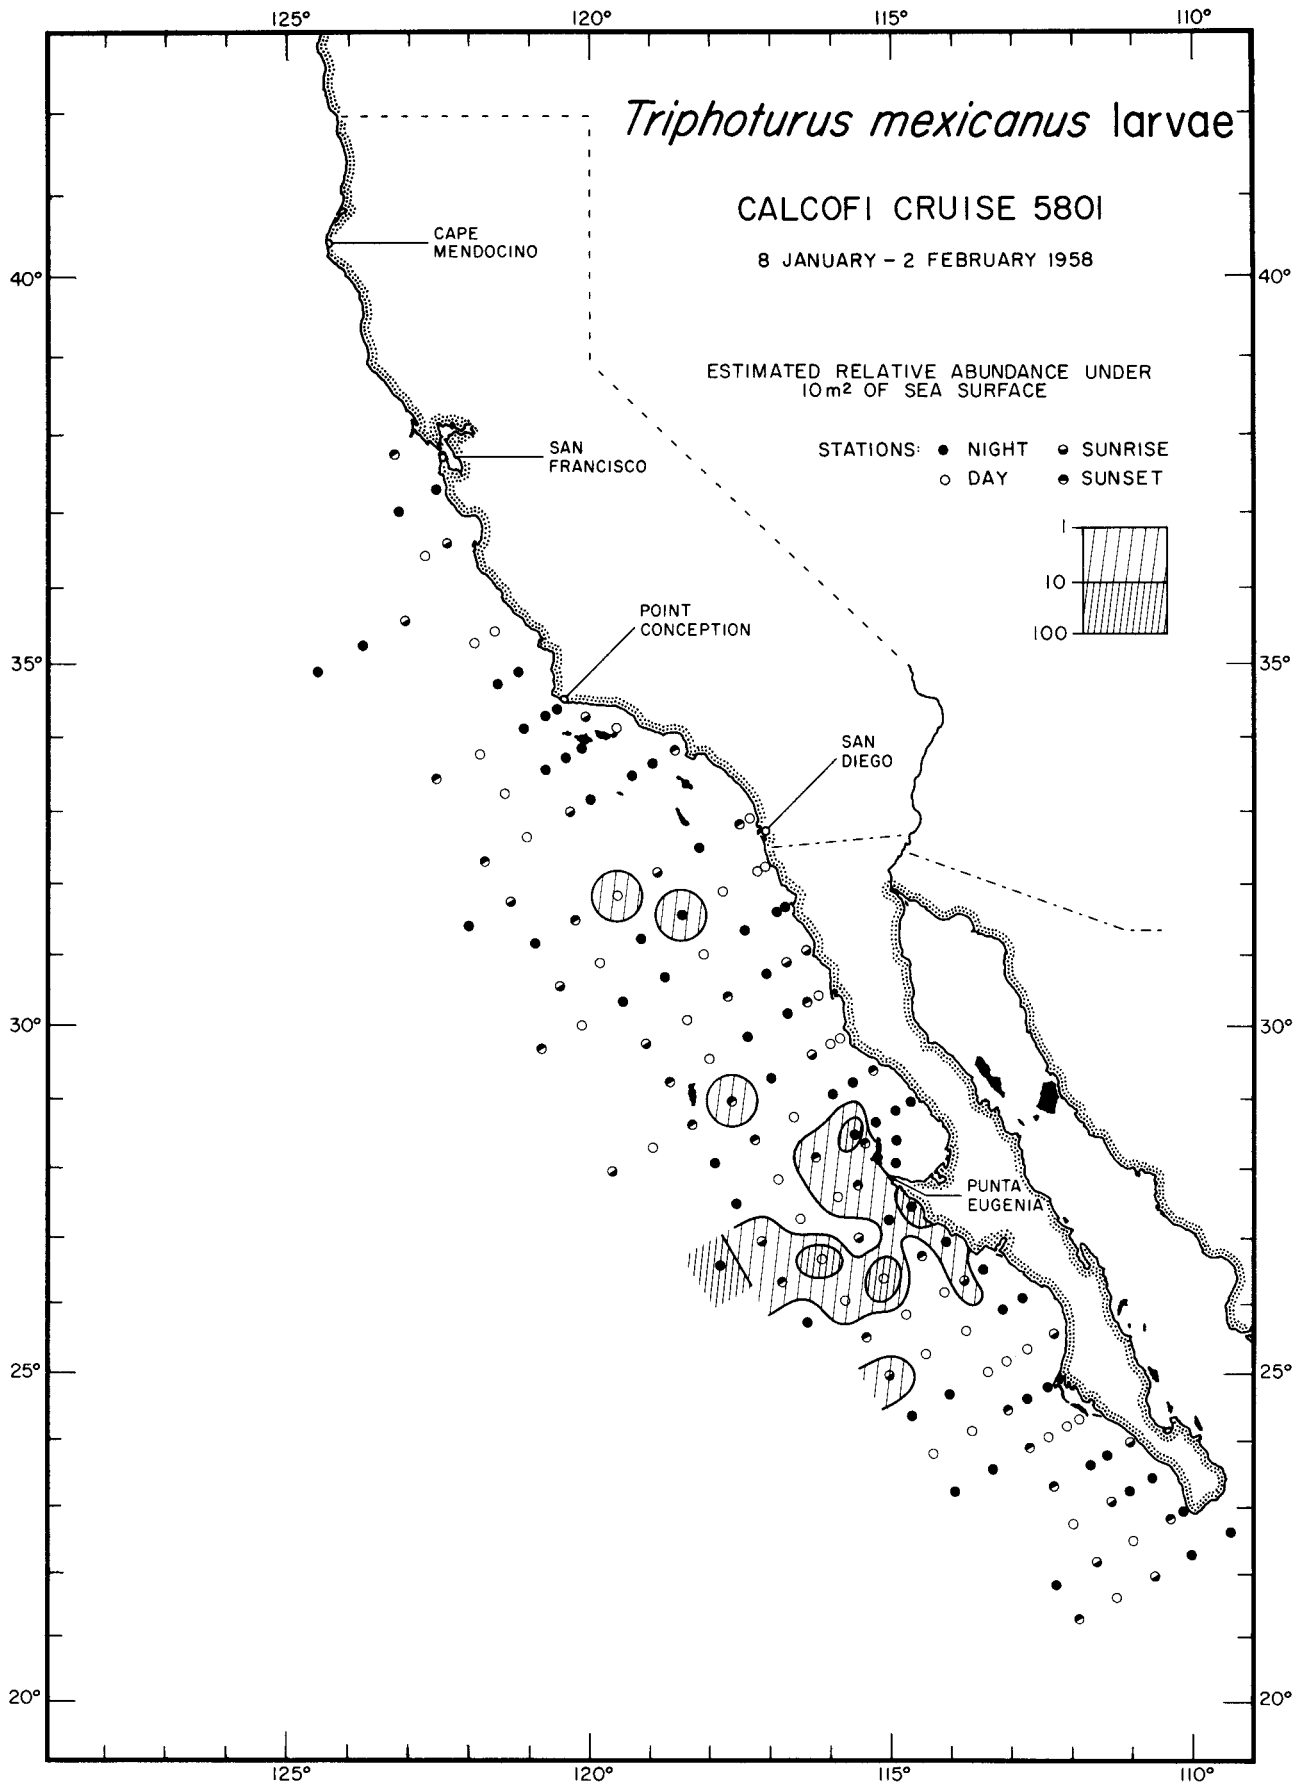 125° 120° 115° 110°
Triphoturus mexicanus larvae
CALCOFI CRUISE 5801
8 JANUARY – 2 FEBRUARY 1958
CAPE
MENDOCINO
40° 40°
ESTIMATED RELATIVE ABUNDANCE UNDER
10 m² OF SEA SURFACE
STATIONS: NIGHT SUNRISE
DAY SUNSET
SAN
FRANCISCO
1
10
100
POINT
CONCEPTION
35° 35°
SAN
DIEGO
30° 30°
PUNTA
EUGENIA
25° 25°
20° 20°
125° 120° 115° 110°